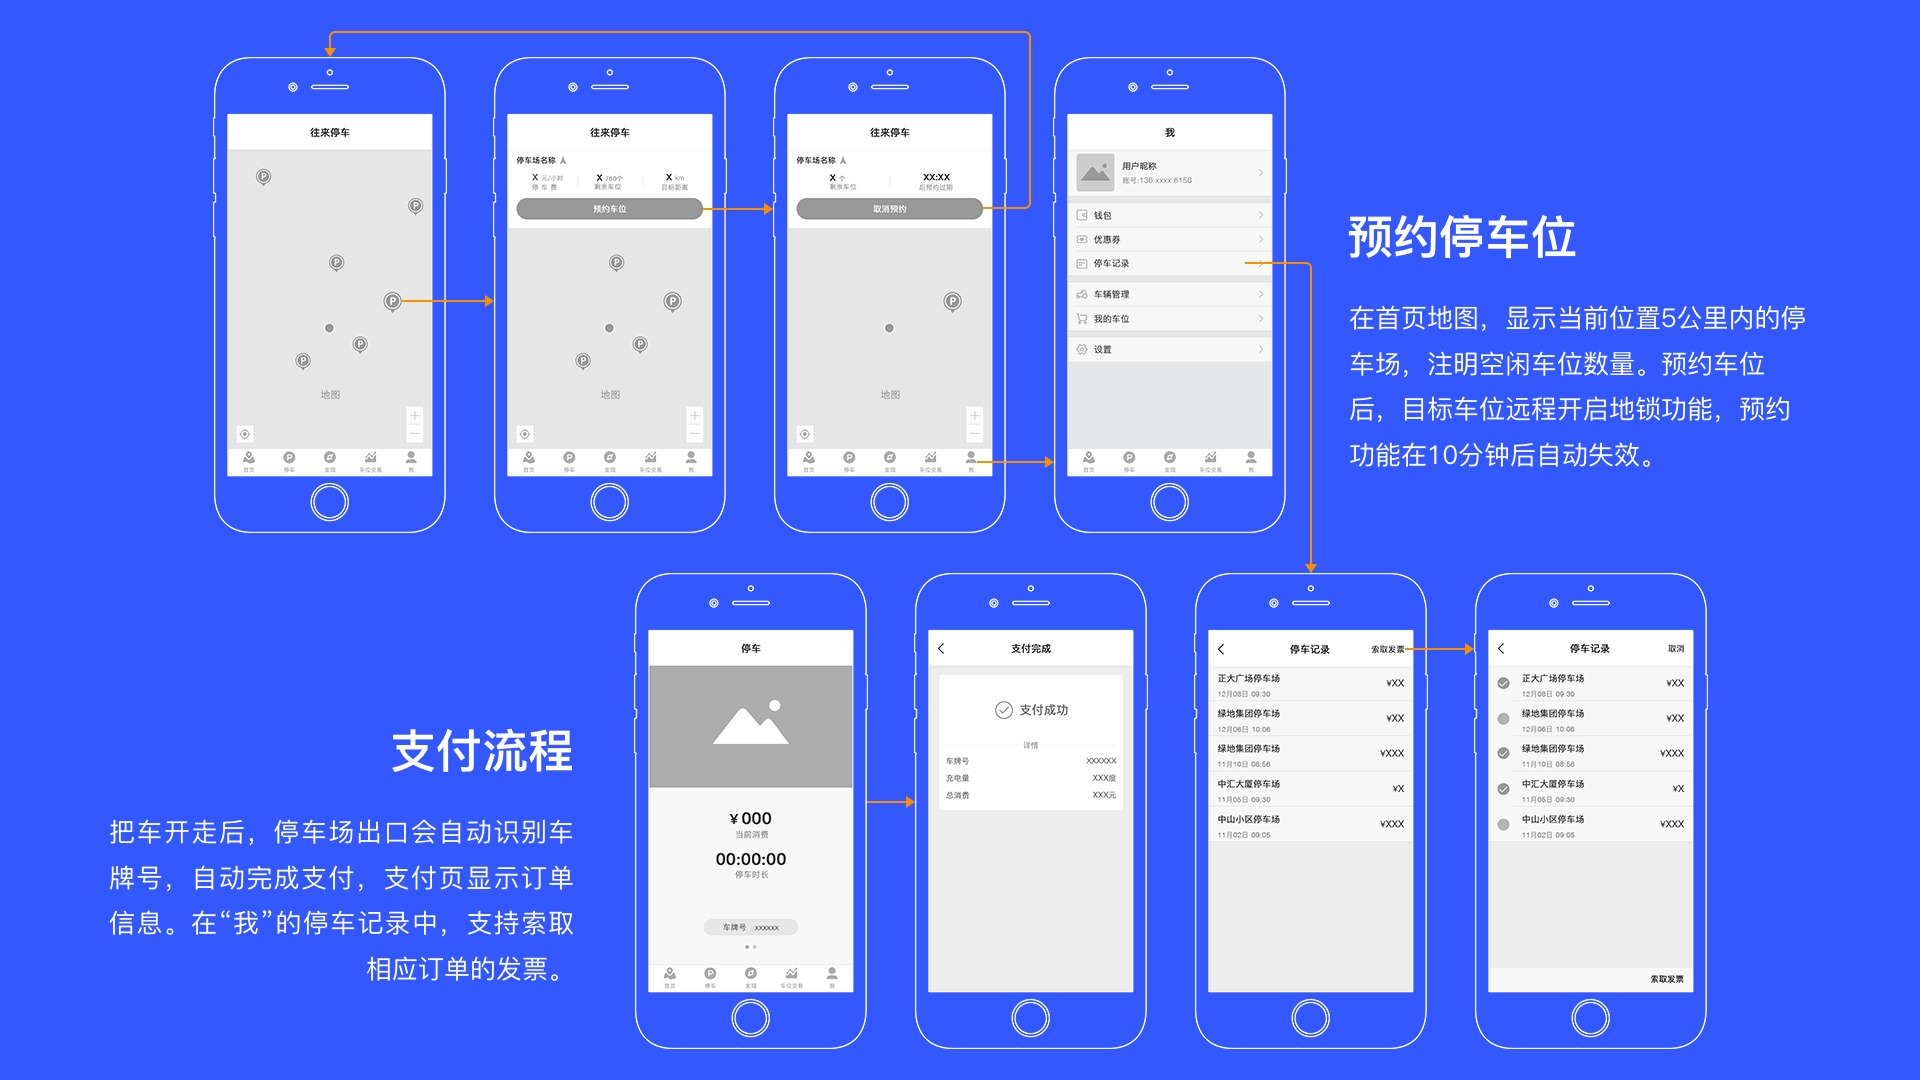 往来停车
地图
首页 停车 发现 车位交易 我
往来停车
停车场名称
X 元/小时 X /60个 X km
停 车 费 剩余车位 目标距离
预约车位
地图
首页 停车 发现 车位交易 我
往来停车
停车场名称
X 个 XX:XX
剩余车位 后预约过期
取消预约
地图
首页 停车 发现 车位交易 我
我
用户昵称
账号:136 xxxx 6150
钱包
优惠券
停车记录
车辆管理
我的车位
设置
首页 停车 发现 车位交易 我
预约停车位
在首页地图，显示当前位置5公里内的停
车场，注明空闲车位数量。预约车位
后，目标车位远程开启地锁功能，预约
功能在10分钟后自动失效。
支付流程
把车开走后，停车场出口会自动识别车
牌号，自动完成支付，支付页显示订单
信息。在“我”的停车记录中，支持索取
相应订单的发票。
停车
¥ 000
当前消费
00:00:00
停车时长
车牌号 xxxxxx
首页 停车 发现 车位交易 我
支付完成
支付成功
详情
车牌号 XXXXXX
充电量 XXX度
总消费 XXX元
停车记录 索取发票
正大广场停车场 ¥XX
12月08日 09:30
绿地集团停车场 ¥XX
12月06日 10:06
绿地集团停车场 ¥XXX
11月10日 08:56
中汇大厦停车场 ¥X
11月05日 09:30
中山小区停车场 ¥XXX
11月02日 09:05
停车记录 取消
正大广场停车场 ¥XX
12月08日 09:30
绿地集团停车场 ¥XX
12月06日 10:06
绿地集团停车场 ¥XXX
11月10日 08:56
中汇大厦停车场 ¥X
11月05日 09:30
中山小区停车场 ¥XXX
11月02日 09:05
索取发票